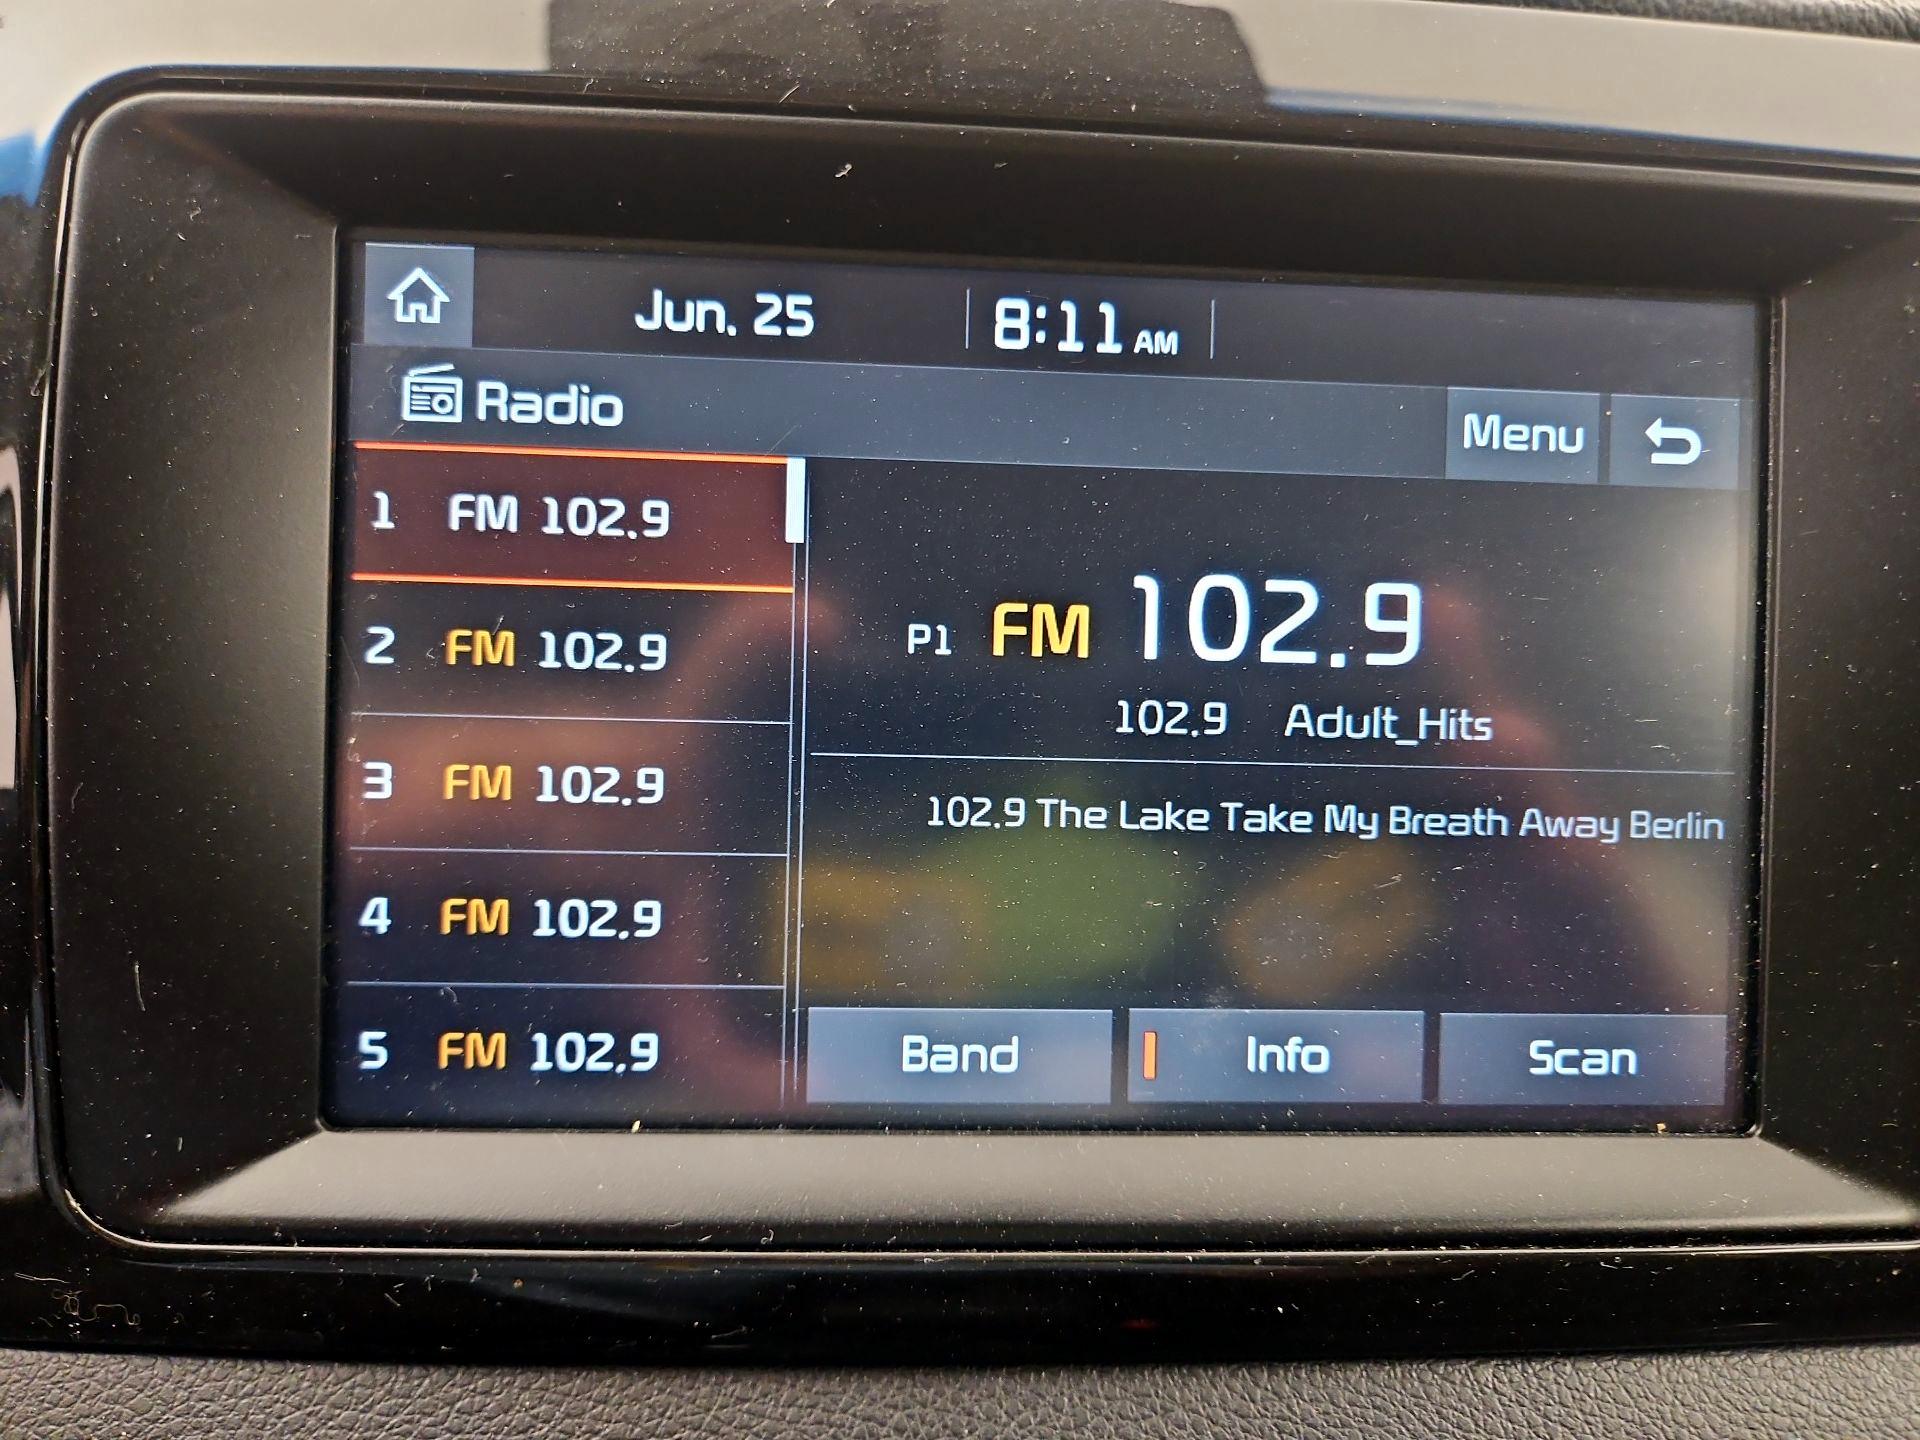 Jun. 25 8:11 AM
Radio
Menu
1 FM 102.9
2 FM 102.9
3 FM 102.9
4 FM 102.9
5 FM 102.9
P1 FM 102.9
102.9 Adult_Hits
102.9 The Lake Take My Breath Away Berlin
Band Info Scan